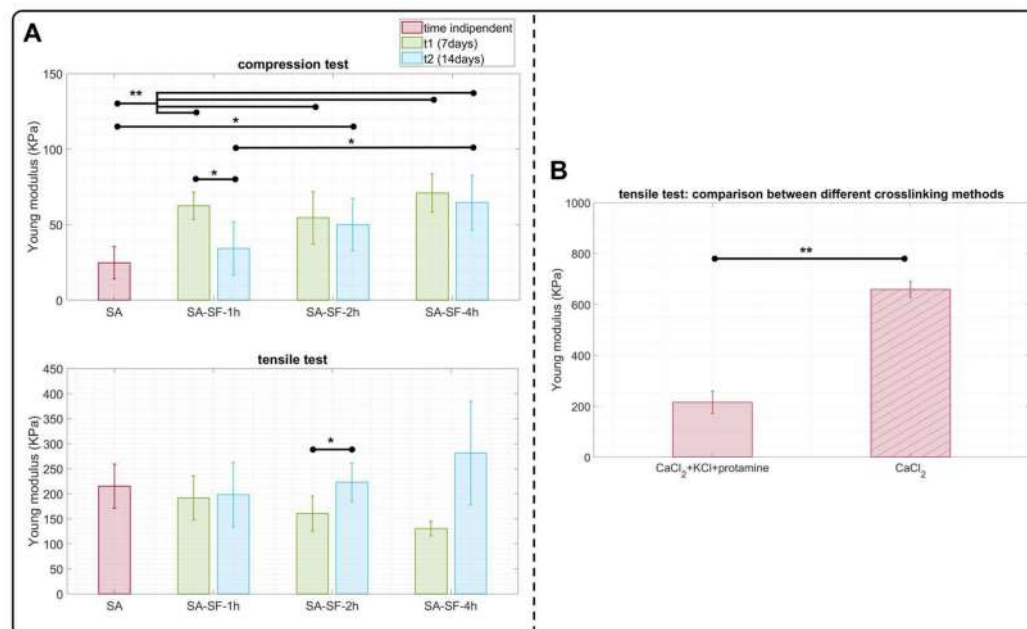 A
time indipendent
t1 (7days)
t2 (14days)
compression test
Young modulus (KPa)
150
100
50
0
**
*
*
*
SA
SA-SF-1h
SA-SF-2h
SA-SF-4h
tensile test
Young modulus (KPa)
450
400
350
300
250
200
150
100
50
0
*
SA
SA-SF-1h
SA-SF-2h
SA-SF-4h
B
tensile test: comparison between different crosslinking methods
Young modulus (KPa)
1000
800
600
400
200
0
**
CaCl₂+KCl+protamine
CaCl₂